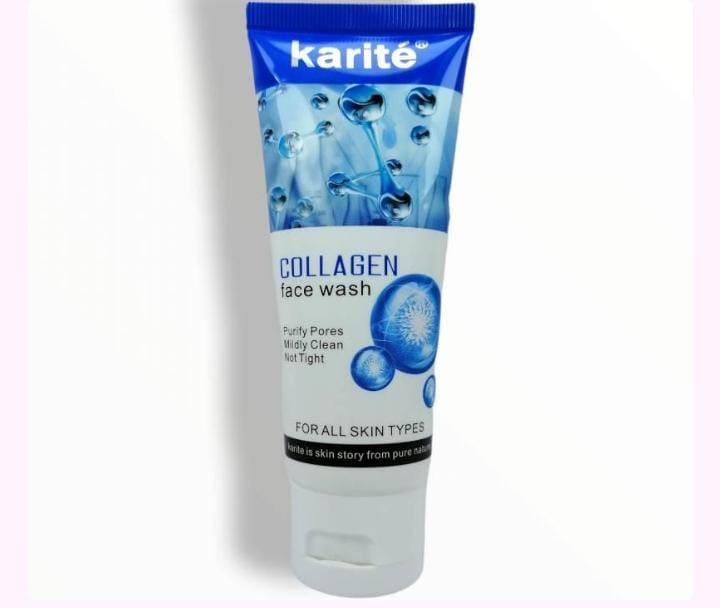 karité®
COLLAGEN
face wash
Purify Pores
Mildly Clean
Not Tight
FOR ALL SKIN TYPES
karite is skin story from pure nature